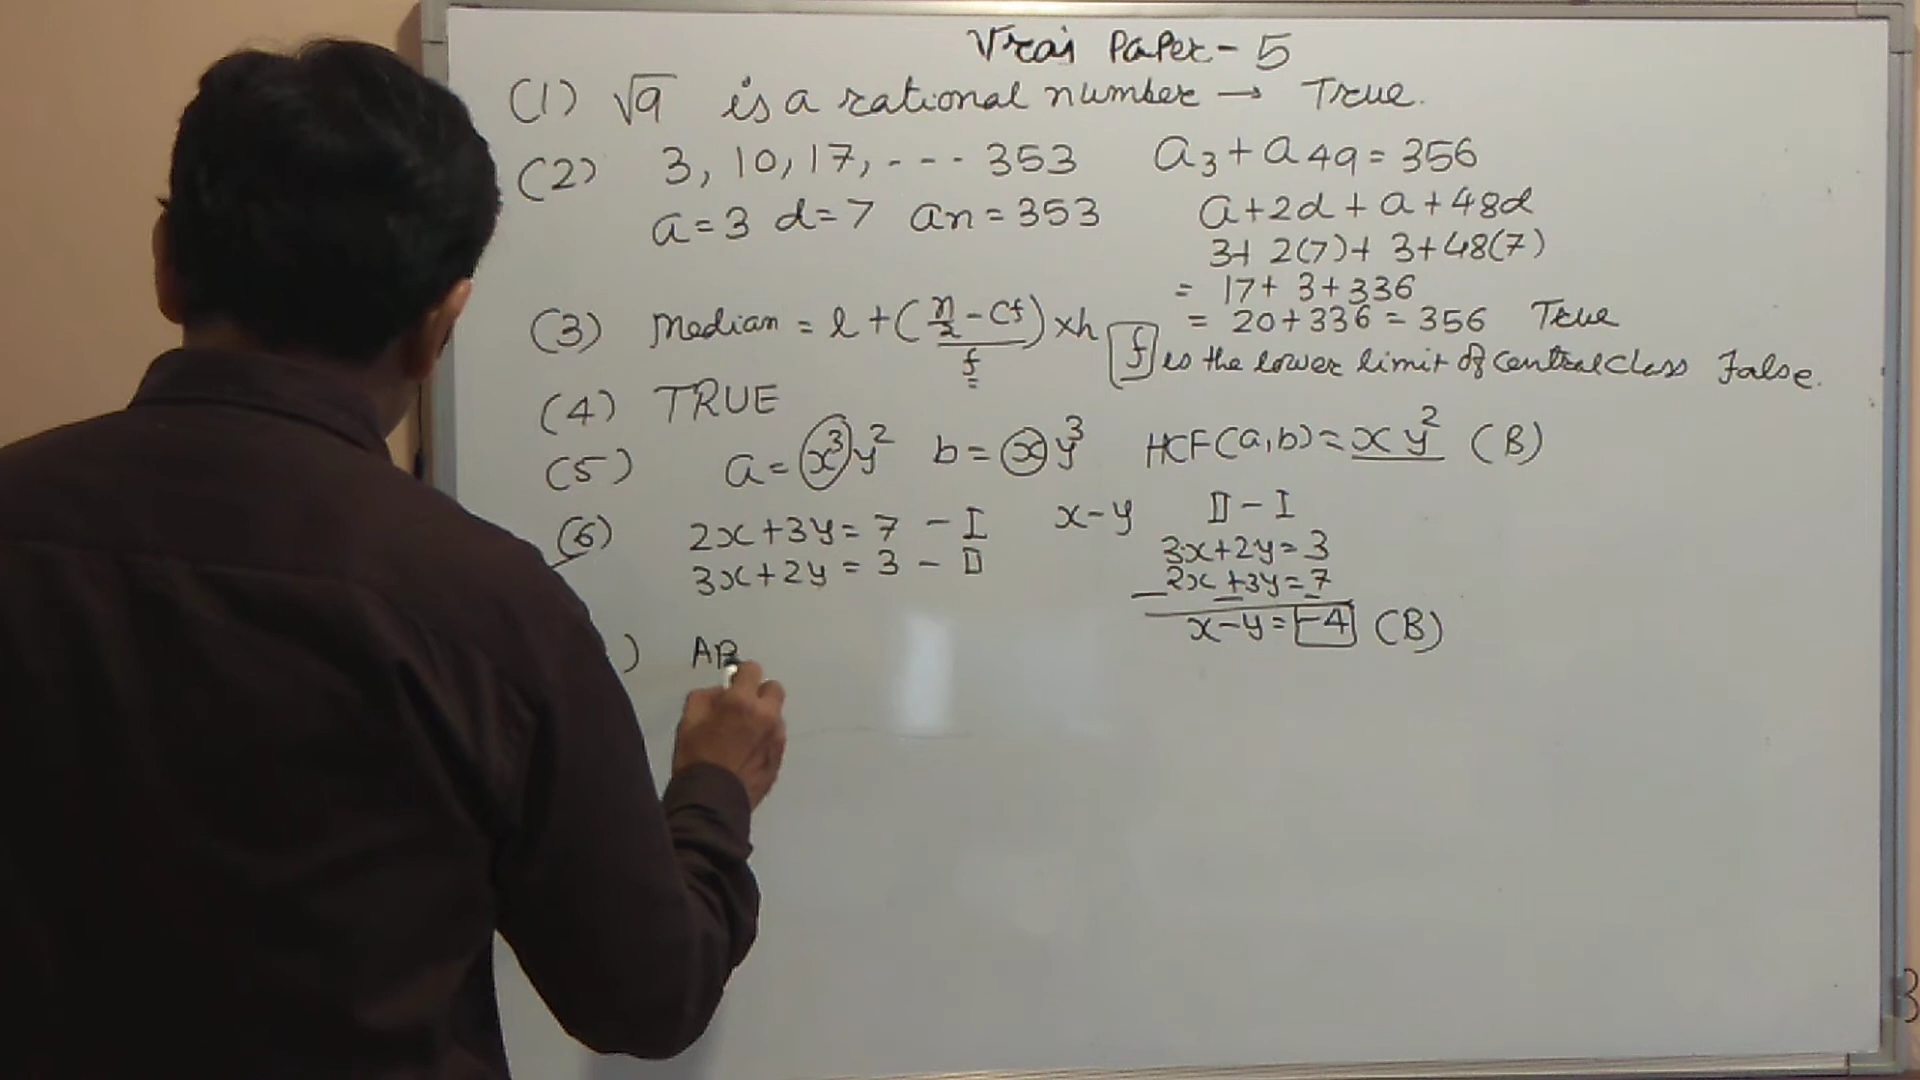 Vraj Paper - 5
(1) √9 is a rational number → True.
(2) 3, 10, 17, - - - 353 a3 + a49 = 356
a = 3 d = 7 an = 353 a + 2d + a + 48d
3 + 2(7) + 3 + 48(7)
= 17 + 3 + 336
= 20 + 336 = 356 True
(3) Median = l + (n/2 - cf)/f × h f is the lower limit of central class False.
(4) TRUE
(5) a = x³y² b = xy³ HCF(a,b) = xy² (B)
(6) 2x + 3y = 7 - I x - y II - I
3x + 2y = 3 - II 3x + 2y = 3
2x + 3y = 7
- - -
x - y = -4 (B)
) AB
3